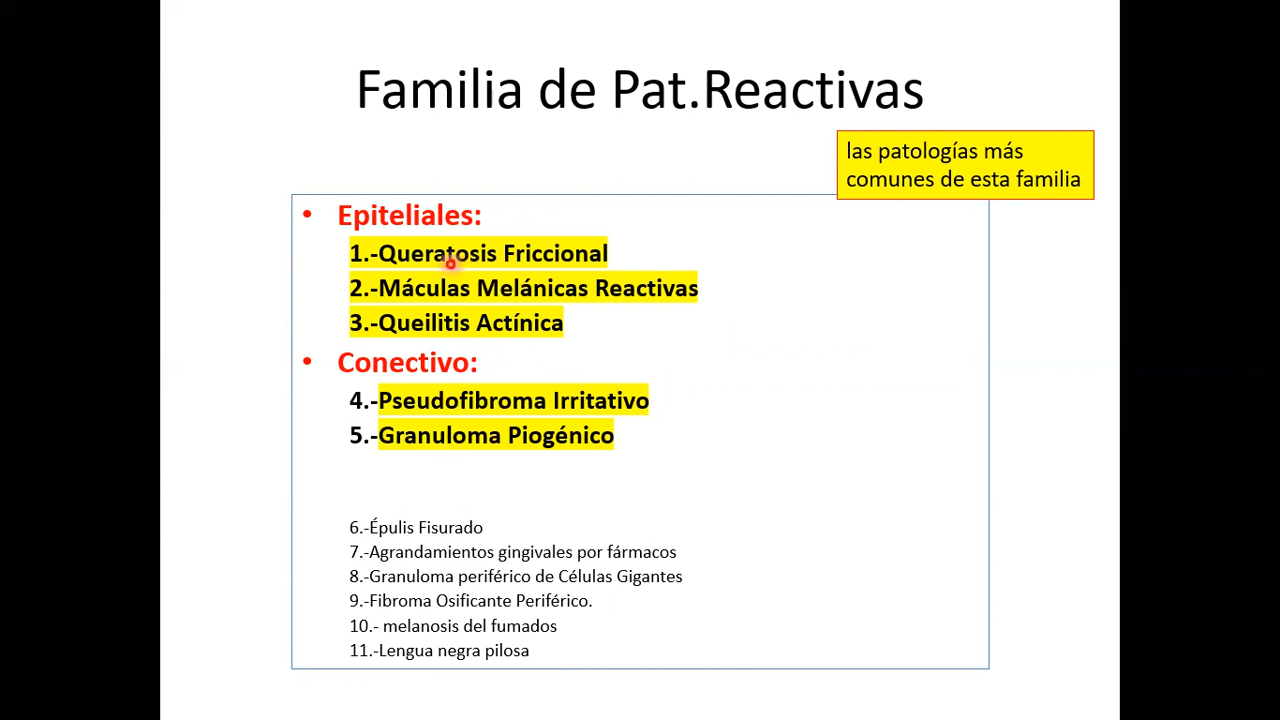 Familia de Pat.Reactivas
las patologías más
comunes de esta familia
• Epiteliales:
1.-Queratosis Friccional
2.-Máculas Melánicas Reactivas
3.-Queilitis Actínica
• Conectivo:
4.-Pseudofibroma Irritativo
5.-Granuloma Piogénico
6.-Épulis Fisurado
7.-Agrandamientos gingivales por fármacos
8.-Granuloma periférico de Células Gigantes
9.-Fibroma Osificante Periférico.
10.- melanosis del fumados
11.-Lengua negra pilosa